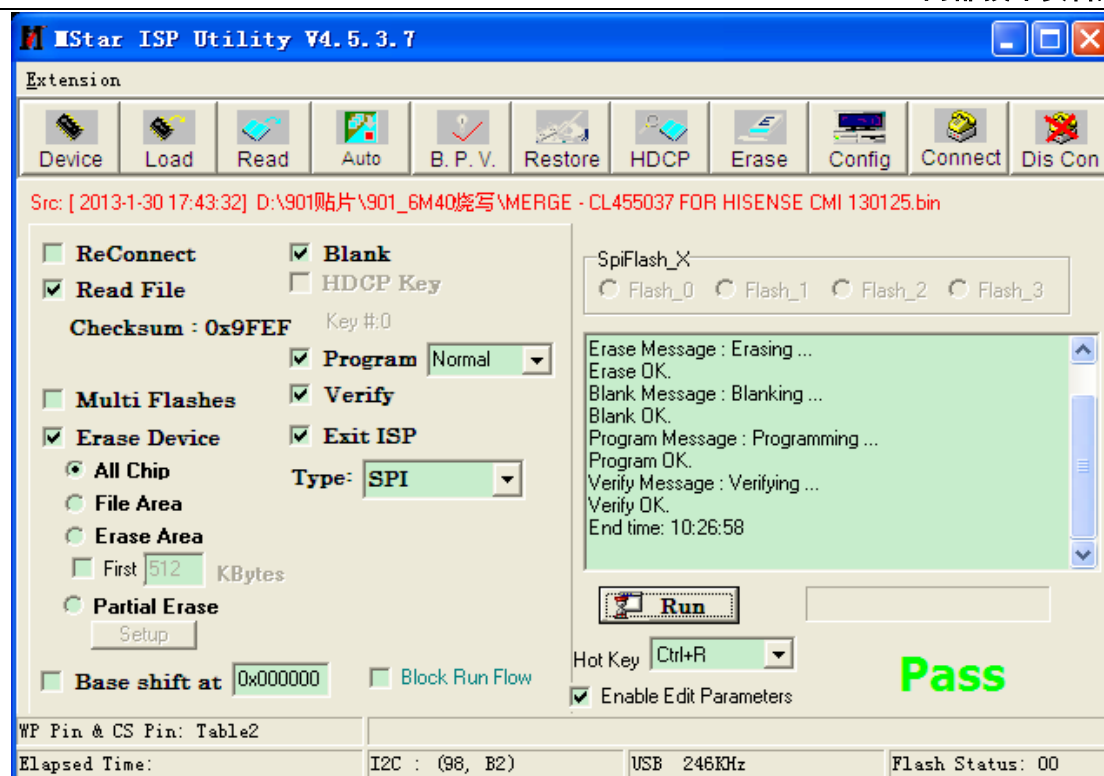 MStar ISP Utility V4.5.3.7
Extension
Device Load Read Auto B. P. V. Restore HDCP Erase Config Connect Dis Con
Src: [ 2013-1-30 17:43:32] D:\901贴片\901_6M40烧写\MERGE - CL455037 FOR HISENSE CMI 130125.bin
ReConnect
Read File
Checksum : 0x9FEF
Multi Flashes
Erase Device
All Chip
File Area
Erase Area
First 512 KBytes
Partial Erase
Setup
Base shift at 0x000000
Blank
HDCP Key
Key #:0
Program Normal
Verify
Exit ISP
Type: SPI
Block Run Flow
SpiFlash_X
Flash_0 Flash_1 Flash_2 Flash_3
Erase Message : Erasing ...
Erase OK.
Blank Message : Blanking ...
Blank OK.
Program Message : Programming ...
Program OK.
Verify Message : Verifying ...
Verify OK.
End time: 10:26:58
Run
Hot Key Ctrl+R
Enable Edit Parameters
Pass
WP Pin & CS Pin: Table2
Elapsed Time: I2C : (98, B2) USB 246KHz Flash Status: 00